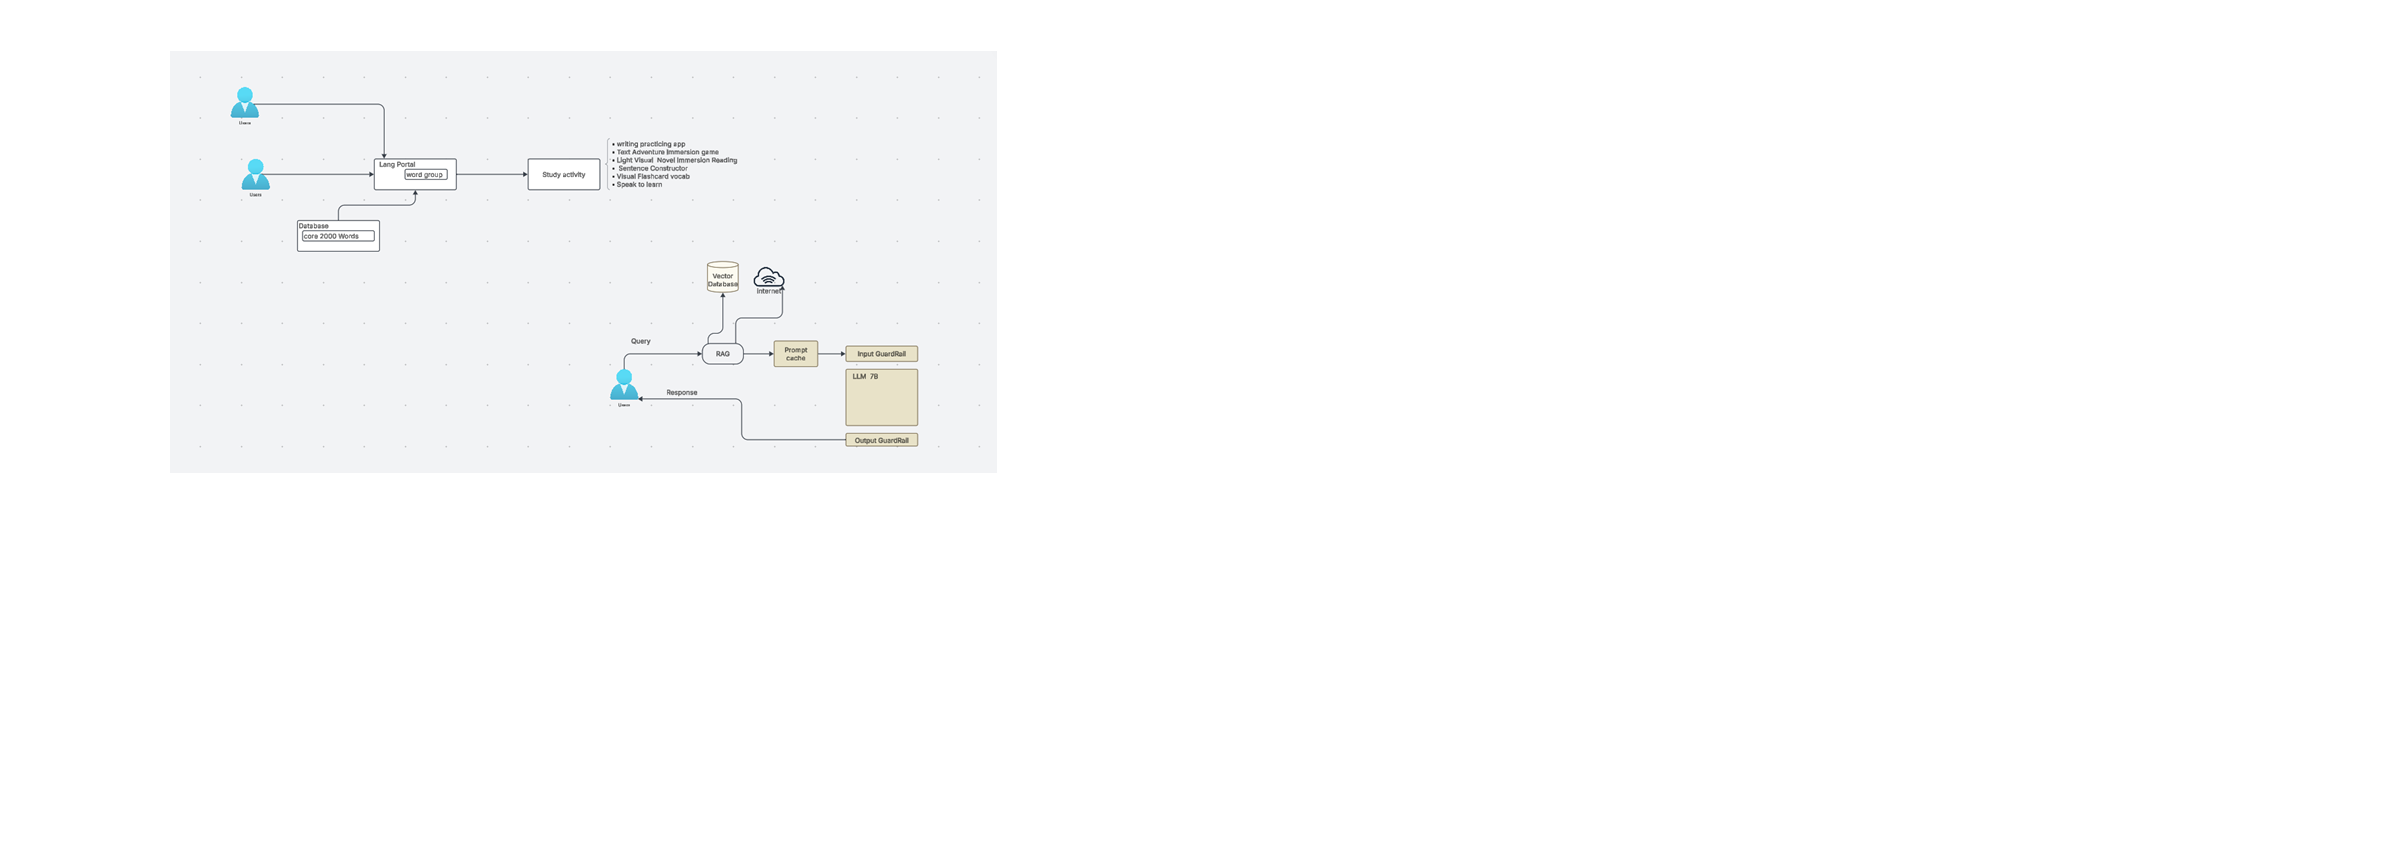 Users
Users
Lang Portal
word group
Study activity
• writing practicing app
• Text Adventure Immersion game
• Light Visual Novel Immersion Reading
• Sentence Constructor
• Visual Flashcard vocab
• Speak to learn
Database
core 2000 Words
Vector
Database
Internet
Query
RAG
Prompt
cache
Input GuardRail
LLM 7B
Users
Response
Output GuardRail